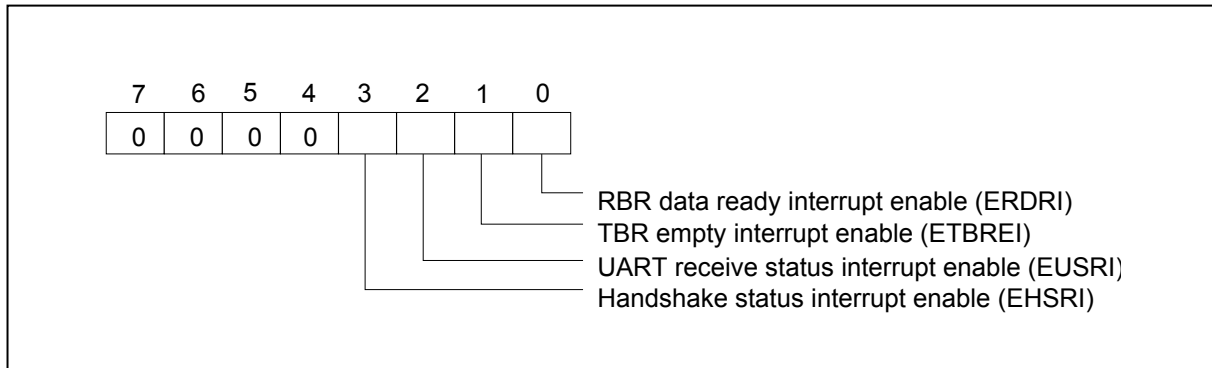 7 6 5 4 3 2 1 0
0 0 0 0
RBR data ready interrupt enable (ERDRI)
TBR empty interrupt enable (ETBREI)
UART receive status interrupt enable (EUSRI)
Handshake status interrupt enable (EHSRI)